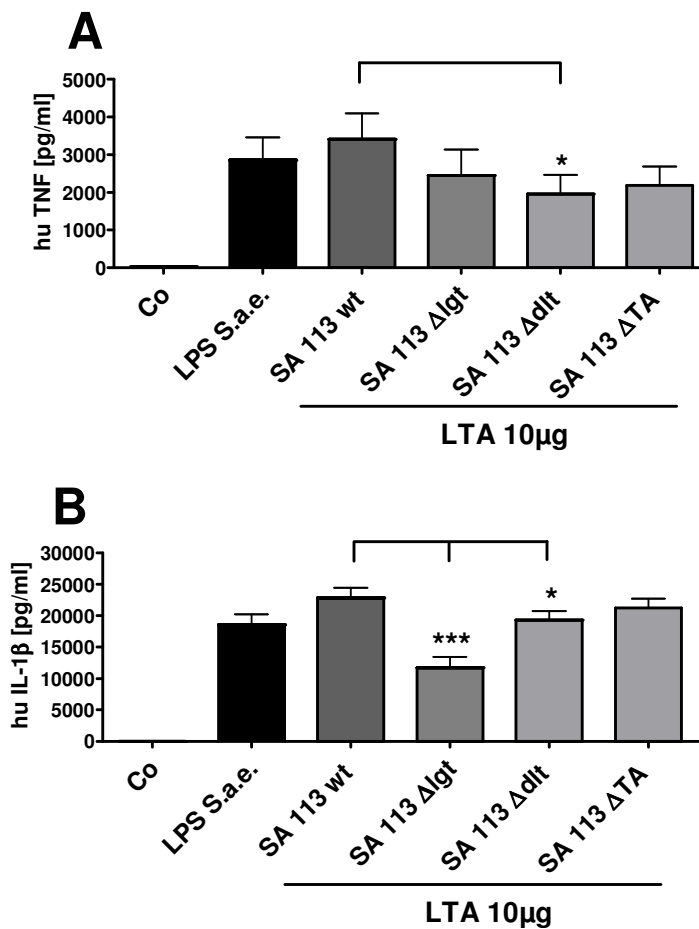 A
hu TNF [pg/ml]
5000
4000
3000
2000
1000
0
*
Co
LPS S.a.e.
SA 113 wt
SA 113 Δlgt
SA 113 Δdlt
SA 113 ΔTA
LTA 10µg
B
hu IL-1β [pg/ml]
30000
25000
20000
15000
10000
5000
0
***
*
Co
LPS S.a.e.
SA 113 wt
SA 113 Δlgt
SA 113 Δdlt
SA 113 ΔTA
LTA 10µg